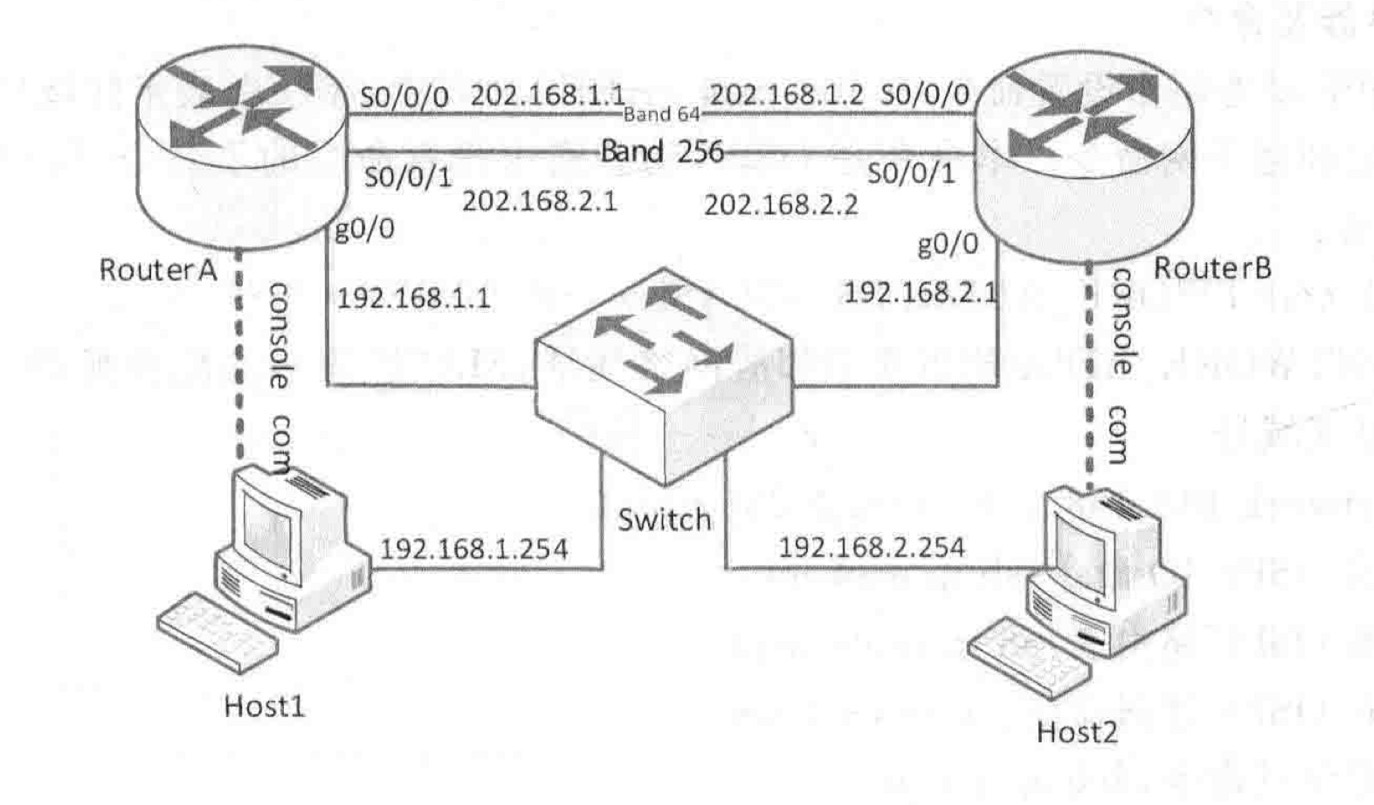 S0/0/0 202.168.1.1 202.168.1.2 S0/0/0
Band 64
Band 256
S0/0/1 S0/0/1
202.168.2.1 202.168.2.2
g0/0 g0/0
RouterA RouterB
192.168.1.1 192.168.2.1
console console
com com
Switch
192.168.1.254 192.168.2.254
Host1
Host2